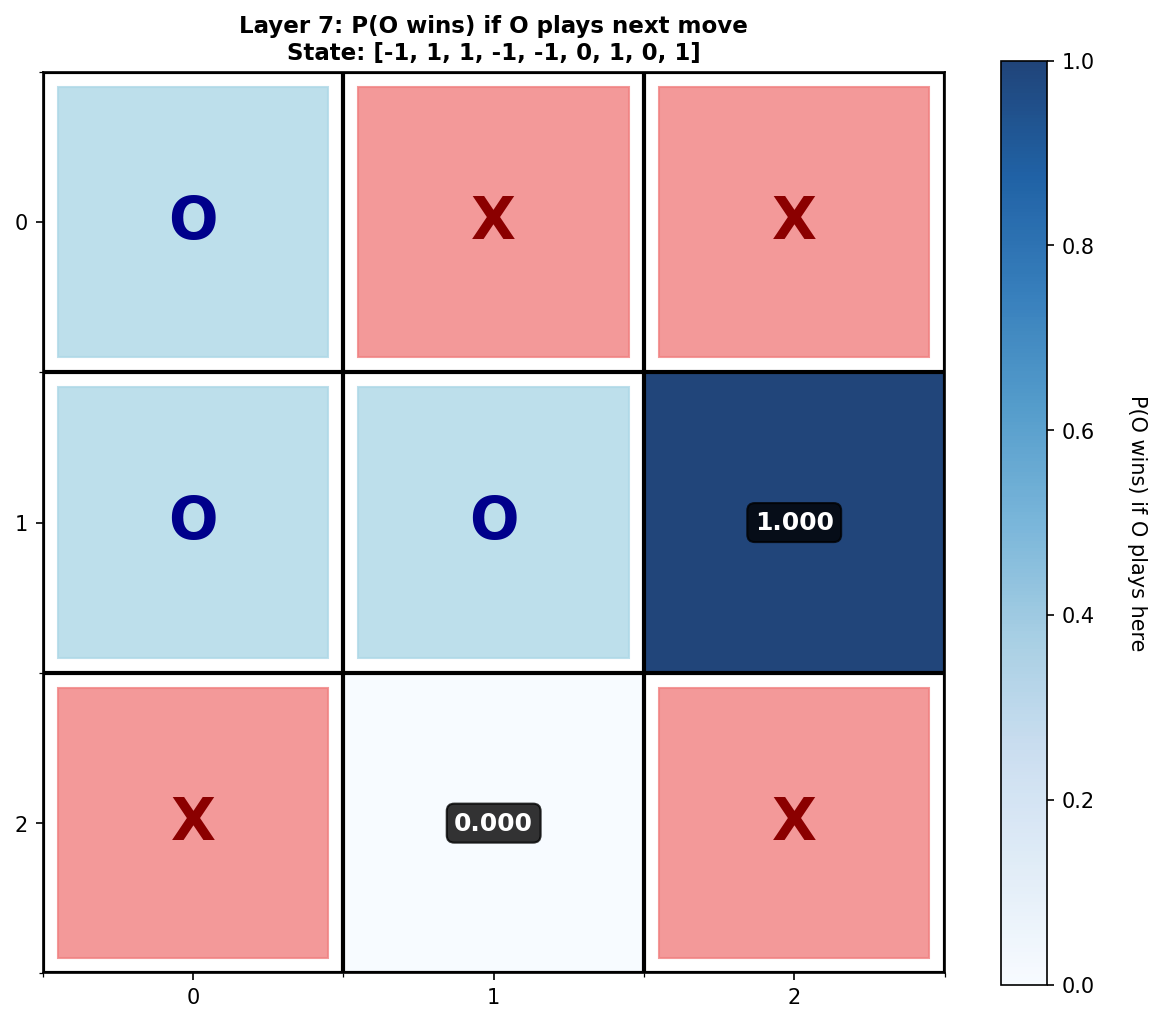 Layer 7: P(O wins) if O plays next move
State: [-1, 1, 1, -1, -1, 0, 1, 0, 1]
0
O
X
X
1
O
O
1.000
2
X
0.000
X
0
1
2
1.0
0.8
0.6
0.4
0.2
0.0
P(O wins) if O plays here